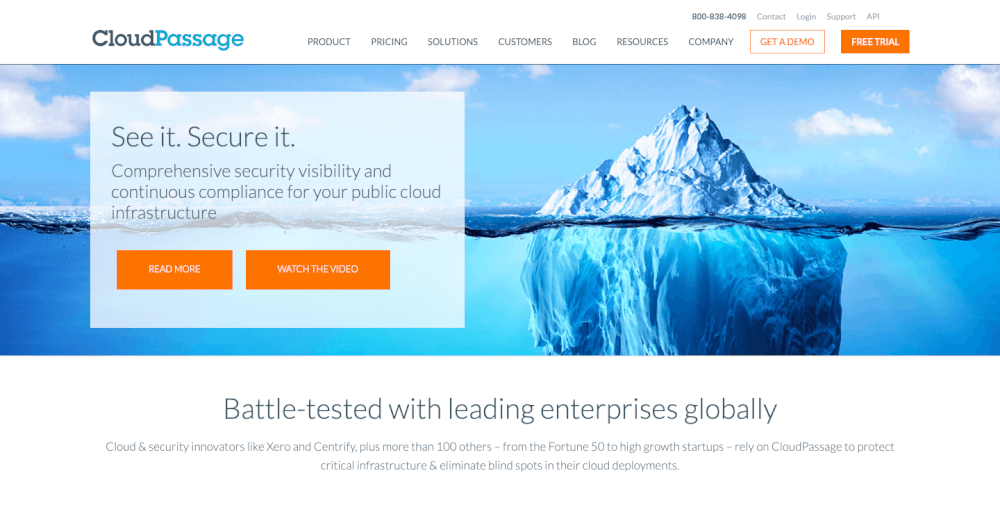 800-838-4098 Contact Login Support API
CloudPassage
PRODUCT PRICING SOLUTIONS CUSTOMERS BLOG RESOURCES COMPANY GET A DEMO FREE TRIAL
See it. Secure it.
Comprehensive security visibility and
continuous compliance for your public cloud
infrastructure
READ MORE WATCH THE VIDEO
Battle-tested with leading enterprises globally
Cloud & security innovators like Xero and Centrify, plus more than 100 others – from the Fortune 50 to high growth startups – rely on CloudPassage to protect
critical infrastructure & eliminate blind spots in their cloud deployments.